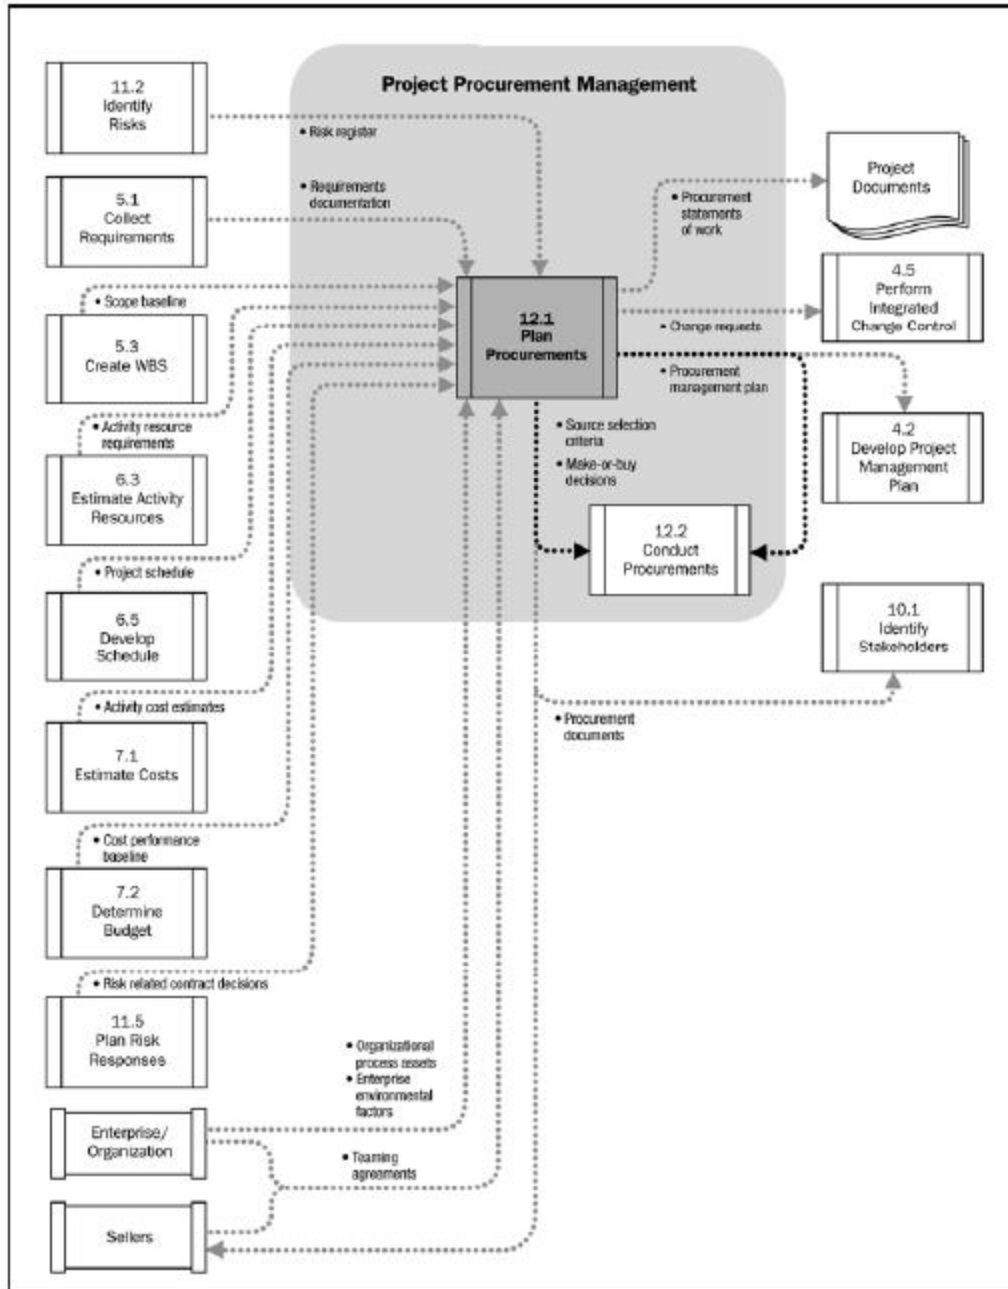 Project Procurement Management
11.2
Identify
Risks
• Risk register
5.1
Collect
Requirements
• Requirements
documentation
• Procurement
statements
of work
Project
Documents
• Scope baseline
5.3
Create WBS
12.1
Plan
Procurements
• Change requests
4.5
Perform
Integrated
Change Control
• Procurement
management plan
4.2
Develop Project
Management
Plan
• Activity resource
requirements
6.3
Estimate Activity
Resources
• Source selection
criteria
• Make-or-buy
decisions
12.2
Conduct
Procurements
• Project schedule
6.5
Develop
Schedule
10.1
Identify
Stakeholders
• Activity cost estimates
7.1
Estimate Costs
• Procurement
documents
• Cost performance
baseline
7.2
Determine
Budget
• Risk related contract decisions
11.5
Plan Risk
Responses
• Organizational
process assets
• Enterprise
environmental
factors
Enterprise/
Organization
• Teaming
agreements
Sellers